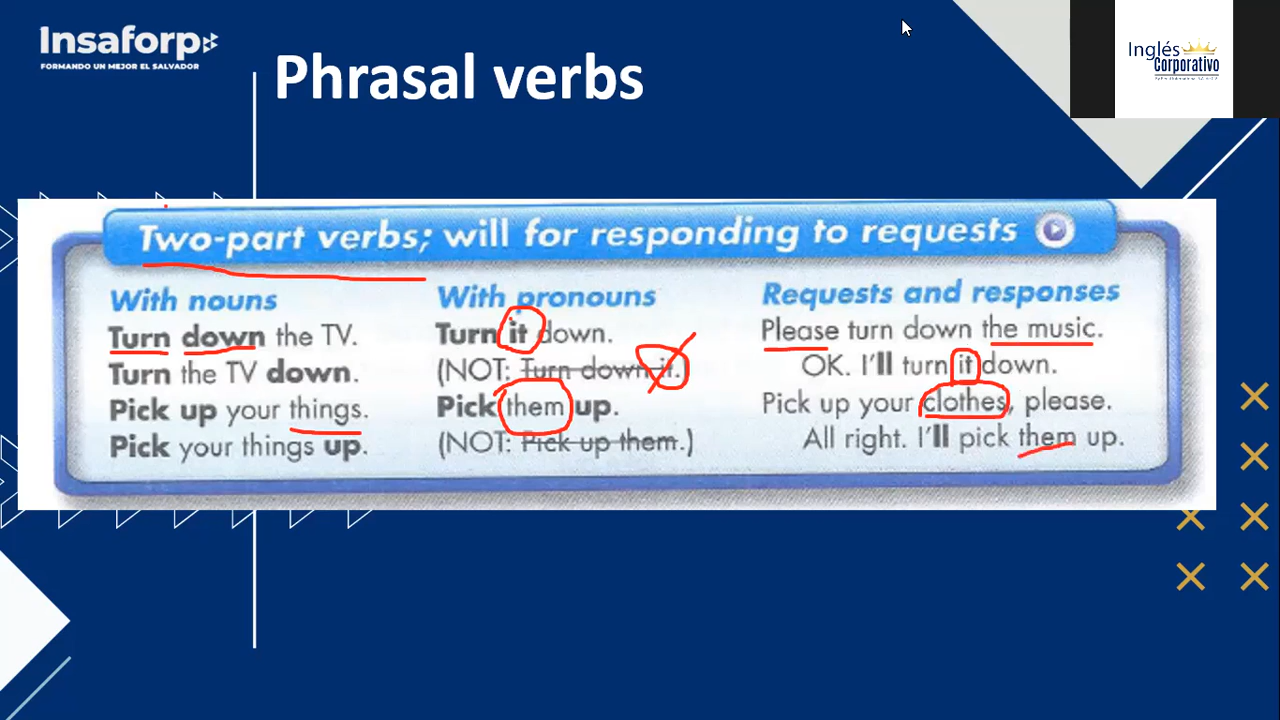 Insaforp
FORMANDO UN MEJOR EL SALVADOR
Inglés
Corporativo
Phrasal verbs
Two-part verbs; will for responding to requests
With nouns
Turn down the TV.
Turn the TV down.
Pick up your things.
Pick your things up.
With pronouns
Turn it down.
(NOT: Turn down it.)
Pick them up.
(NOT: Pick up them.)
Requests and responses
Please turn down the music.
OK. I'll turn it down.
Pick up your clothes, please.
All right. I'll pick them up.